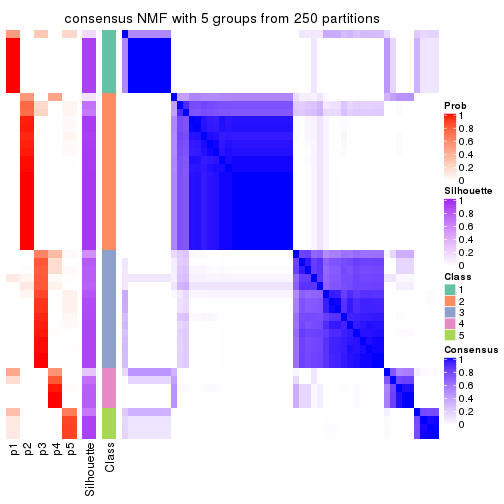 consensus NMF with 5 groups from 250 partitions
Prob
1
0.8
0.6
0.4
0.2
0
Silhouette
1
0.8
0.6
0.4
0.2
0
Class
1
2
3
4
5
Consensus
1
0.8
0.6
0.4
0.2
0
p1
p2
p3
p4
p5
Silhouette
Class